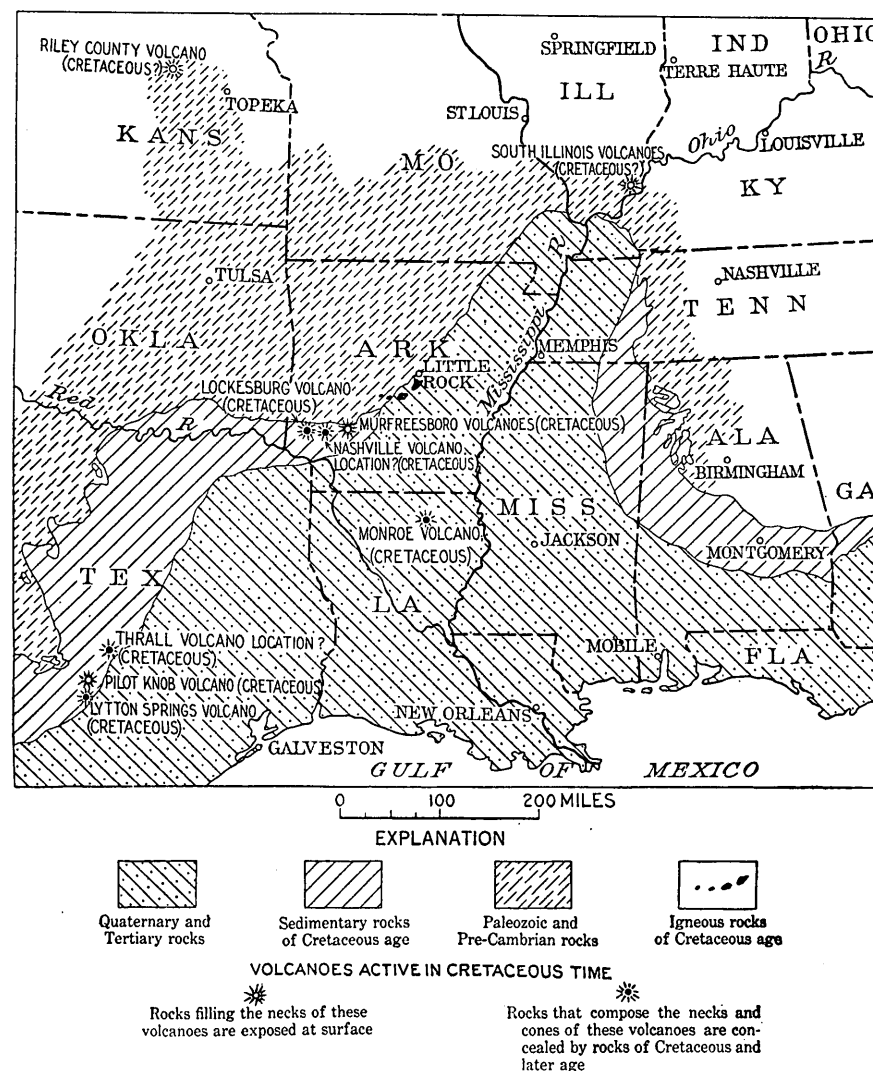 RILEY COUNTY VOLCANO
(CRETACEOUS?)
TOPEKA
KANS
SPRINGFIELD
ILL
IND
TERRE HAUTE
OHIO
R
ST LOUIS
Ohio
LOUISVILLE
MO
SOUTH ILLINOIS VOLCANOES
(CRETACEOUS?)
KY
R
TULSA
NASHVILLE
TENN
OKLA
ARK
Mississippi
MEMPHIS
LITTLE
ROCK
Red
R
LOCKESBURG VOLCANO
(CRETACEOUS)
MURFREESBORO VOLCANOES (CRETACEOUS)
NASHVILLE VOLCANO
LOCATION? (CRETACEOUS)
ALA
BIRMINGHAM
GA
MISS
MONROE VOLCANO
(CRETACEOUS)
JACKSON
MONTGOMERY
TEX
LA
THRALL VOLCANO LOCATION?
(CRETACEOUS)
PILOT KNOB VOLCANO (CRETACEOUS)
LYTTON SPRINGS VOLCANO
(CRETACEOUS)
MOBILE
FLA
NEW ORLEANS
GALVESTON
GULF OF MEXICO
0 100 200 MILES
EXPLANATION
Quaternary and
Tertiary rocks
Sedimentary rocks
of Cretaceous age
Paleozoic and
Pre-Cambrian rocks
Igneous rocks
of Cretaceous age
VOLCANOES ACTIVE IN CRETACEOUS TIME
Rocks filling the necks of these
volcanoes are exposed at surface
Rocks that compose the necks and
cones of these volcanoes are con-
cealed by rocks of Cretaceous and
later age